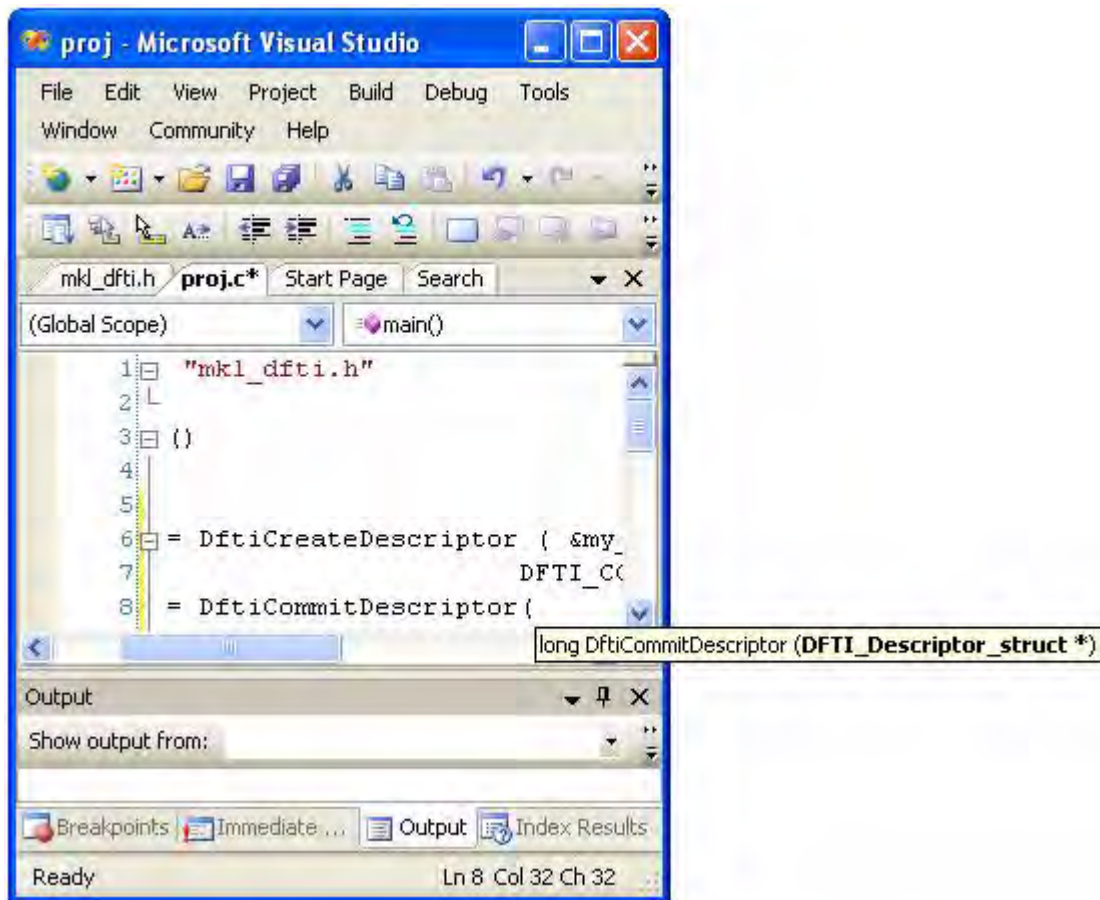 proj - Microsoft Visual Studio
File Edit View Project Build Debug Tools
Window Community Help
mkl_dfti.h proj.c* Start Page Search
(Global Scope) main()
1 "mkl_dfti.h"
2
3 ()
4
5
6 = DftiCreateDescriptor ( &my_
7 DFTI_CO
8 = DftiCommitDescriptor(
long DftiCommitDescriptor (DFTI_Descriptor_struct *)
Output
Show output from:
Breakpoints Immediate ... Output Index Results
Ready Ln 8 Col 32 Ch 32